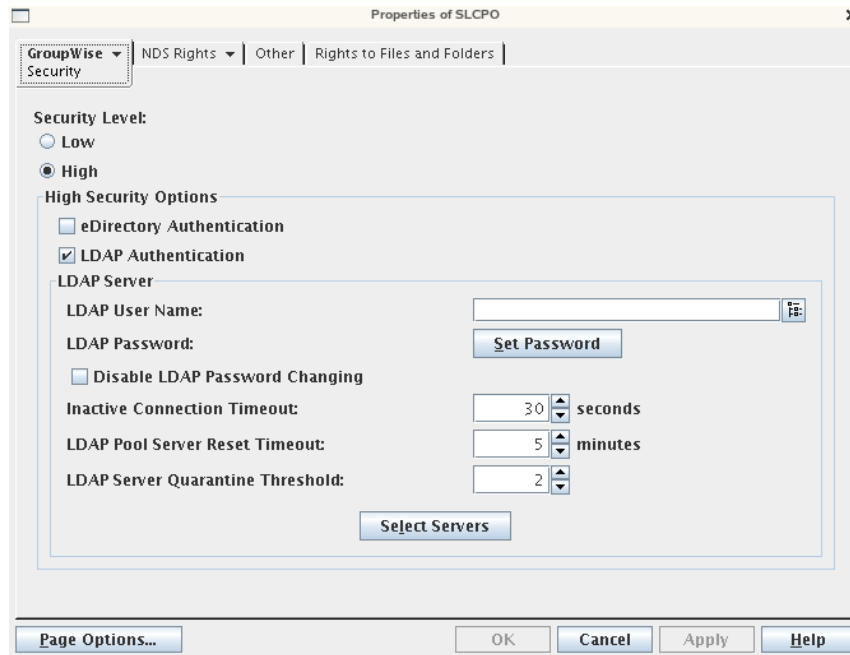 Properties of SLCPO
GroupWise NDS Rights Other Rights to Files and Folders
Security
Security Level:
Low
High
High Security Options
eDirectory Authentication
LDAP Authentication
LDAP Server
LDAP User Name:
LDAP Password: Set Password
Disable LDAP Password Changing
Inactive Connection Timeout: 30 seconds
LDAP Pool Server Reset Timeout: 5 minutes
LDAP Server Quarantine Threshold: 2
Select Servers
Page Options... OK Cancel Apply Help